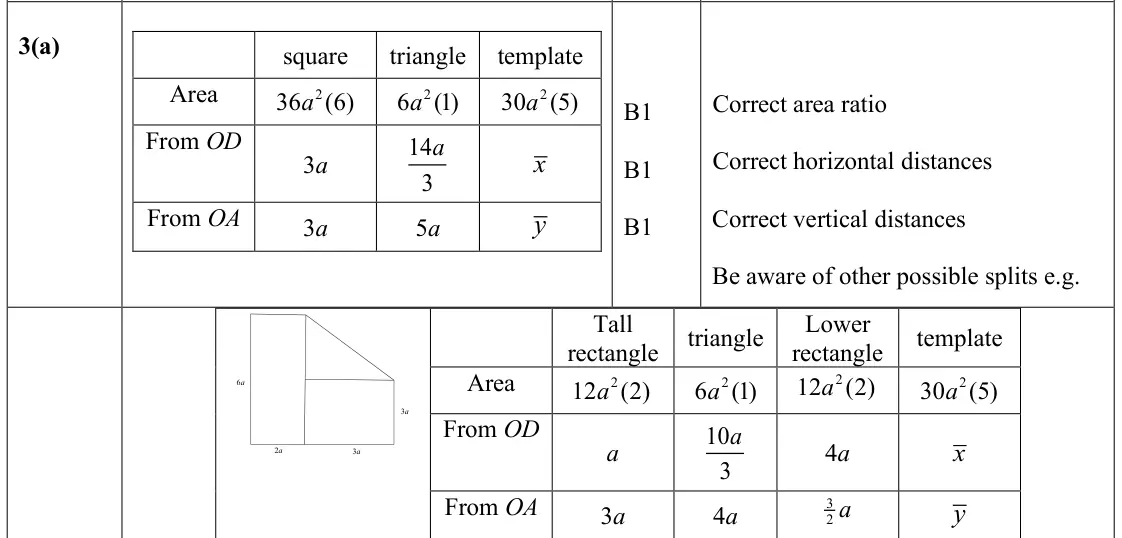 3(a)
square triangle template
Area 36a²(6) 6a²(1) 30a²(5)
From OD 3a 14a/3 x̅
From OA 3a 5a y̅
B1 Correct area ratio
B1 Correct horizontal distances
B1 Correct vertical distances
Be aware of other possible splits e.g.
6a
3a
2a 3a
Tall rectangle triangle Lower rectangle template
Area 12a²(2) 6a²(1) 12a²(2) 30a²(5)
From OD a 10a/3 4a x̅
From OA 3a 4a 3/2 a y̅